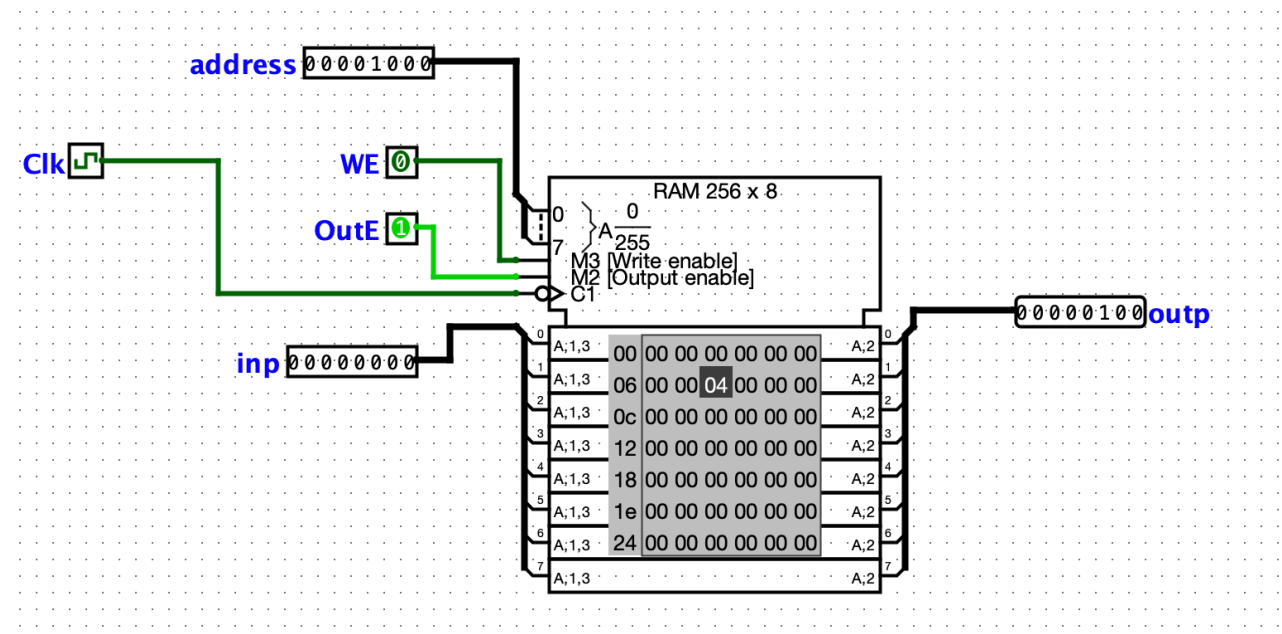 address 00001000
Clk
WE 0
RAM 256 x 8
OutE 1
0
7
A 0
255
M3 [Write enable]
M2 [Output enable]
C1
inp 00000000
00000100 outp
0 A;1,3 00 00 00 00 00 00 00 A;2 0
1 A;1,3 06 00 00 04 00 00 00 A;2 1
2 A;1,3 0c 00 00 00 00 00 00 A;2 2
3 A;1,3 12 00 00 00 00 00 00 A;2 3
4 A;1,3 18 00 00 00 00 00 00 A;2 4
5 A;1,3 1e 00 00 00 00 00 00 A;2 5
6 A;1,3 24 00 00 00 00 00 00 A;2 6
7 A;1,3 A;2 7